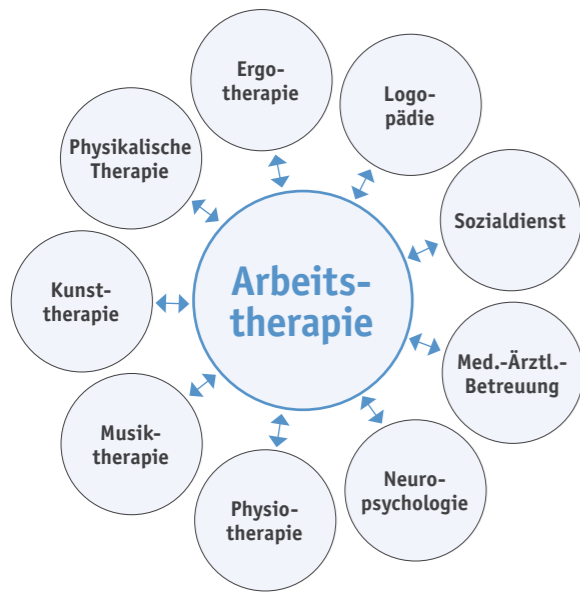 Ergo-
therapie
Logo-
pädie
Physikalische
Therapie
Sozialdienst
Kunst-
therapie
Arbeits-
therapie
Med.-Ärztl.-
Betreuung
Musik-
therapie
Neuro-
psychologie
Physio-
therapie